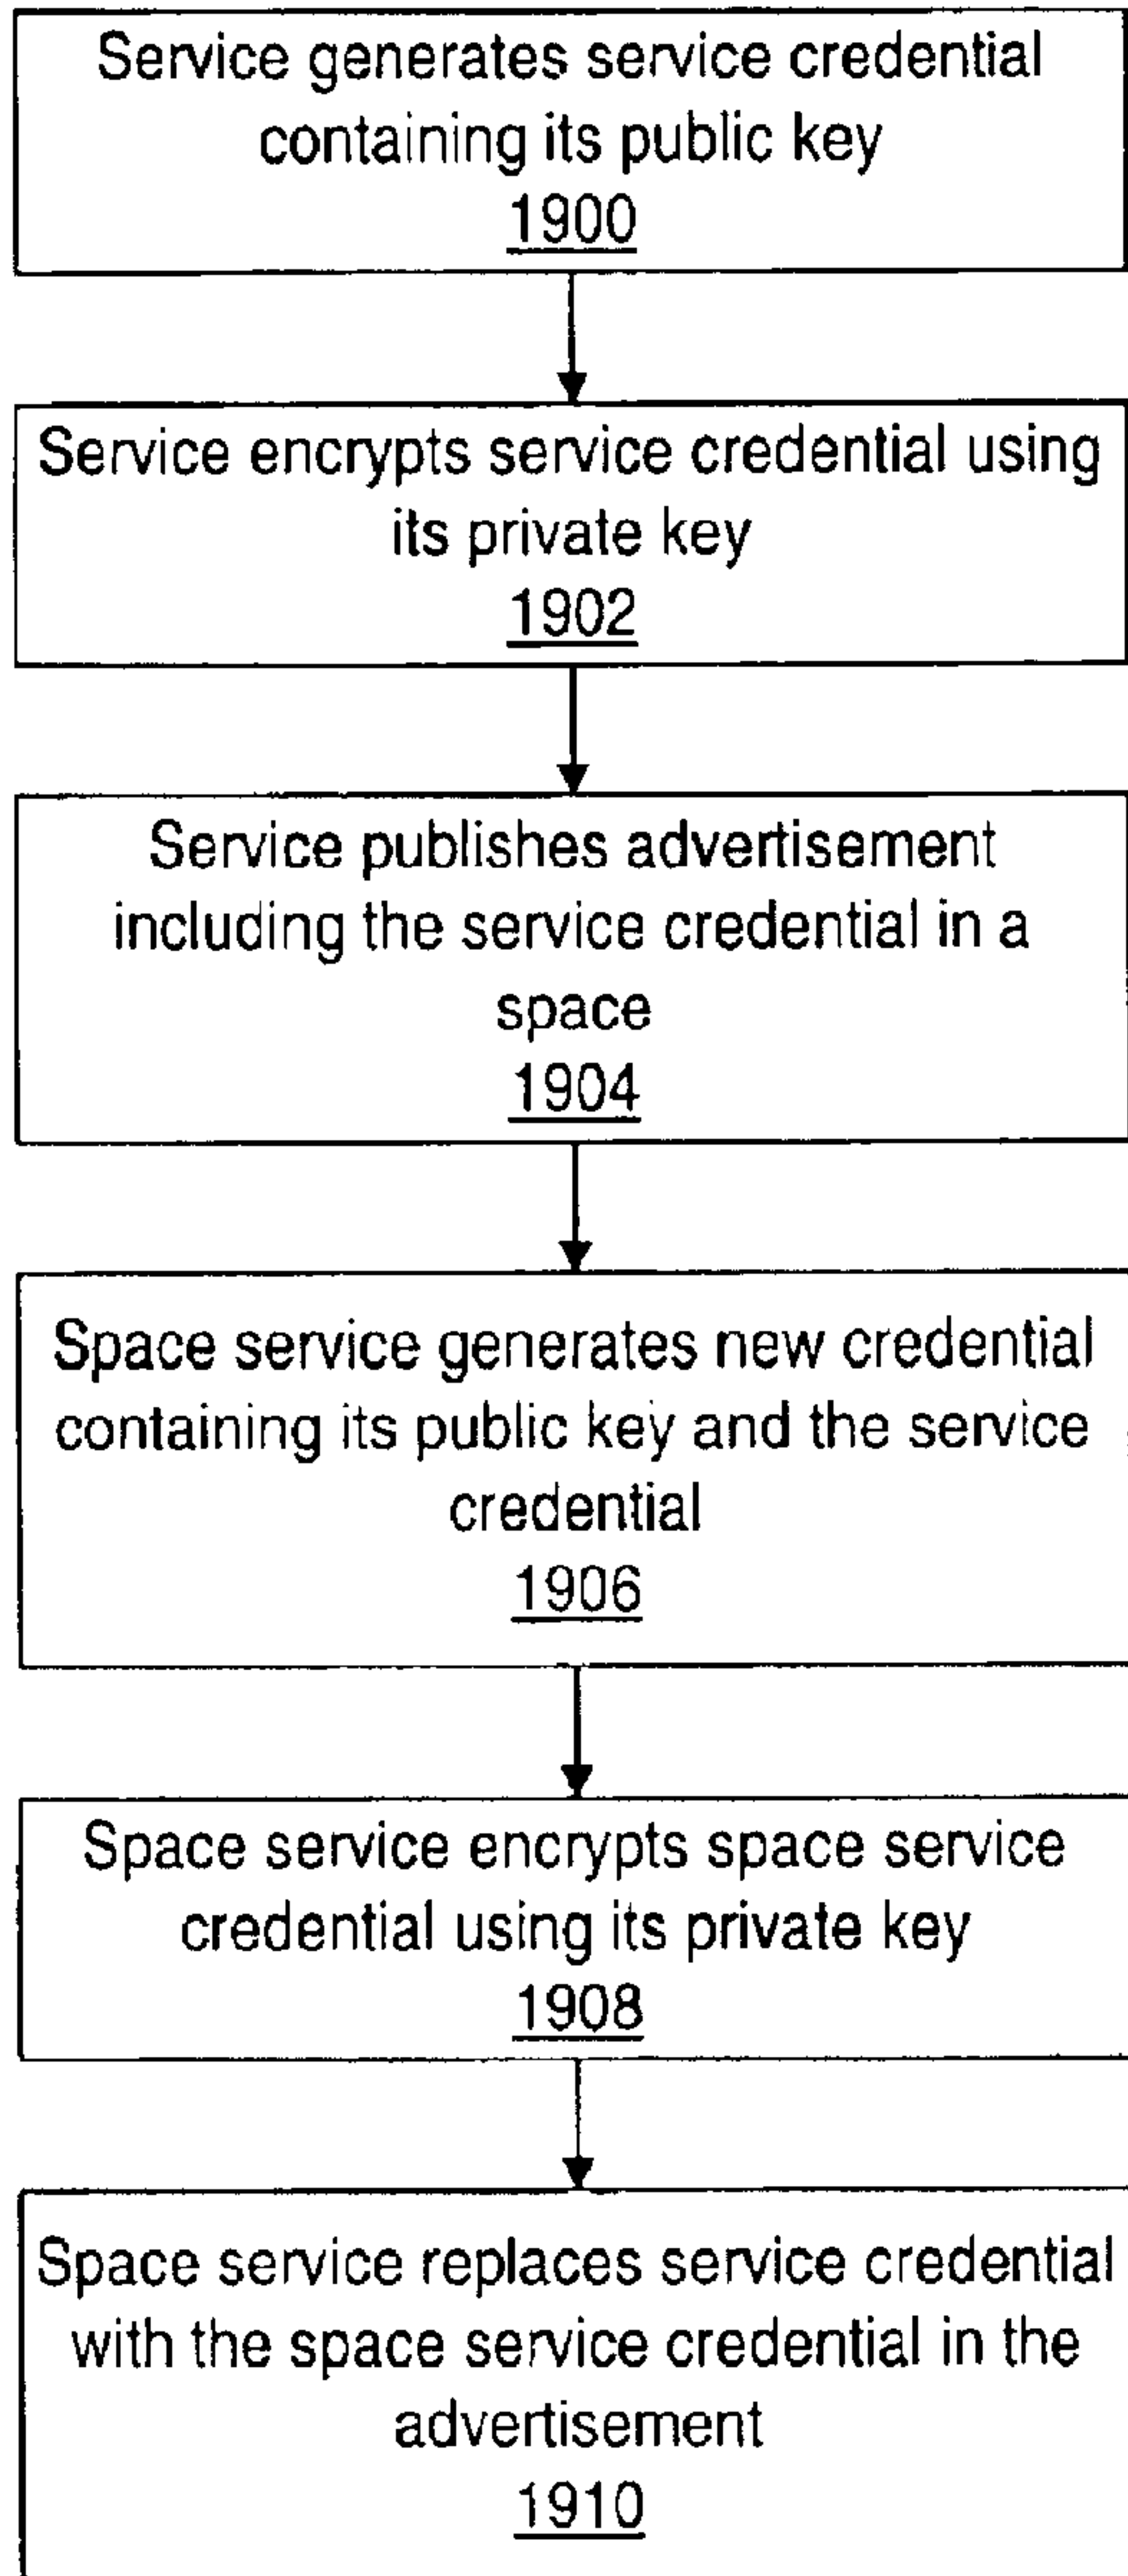 Service generates service credential
containing its public key
1900
Service encrypts service credential using
its private key
1902
Service publishes advertisement
including the service credential in a
space
1904
Space service generates new credential
containing its public key and the service
credential
1906
Space service encrypts space service
credential using its private key
1908
Space service replaces service credential
with the space service credential in the
advertisement
1910